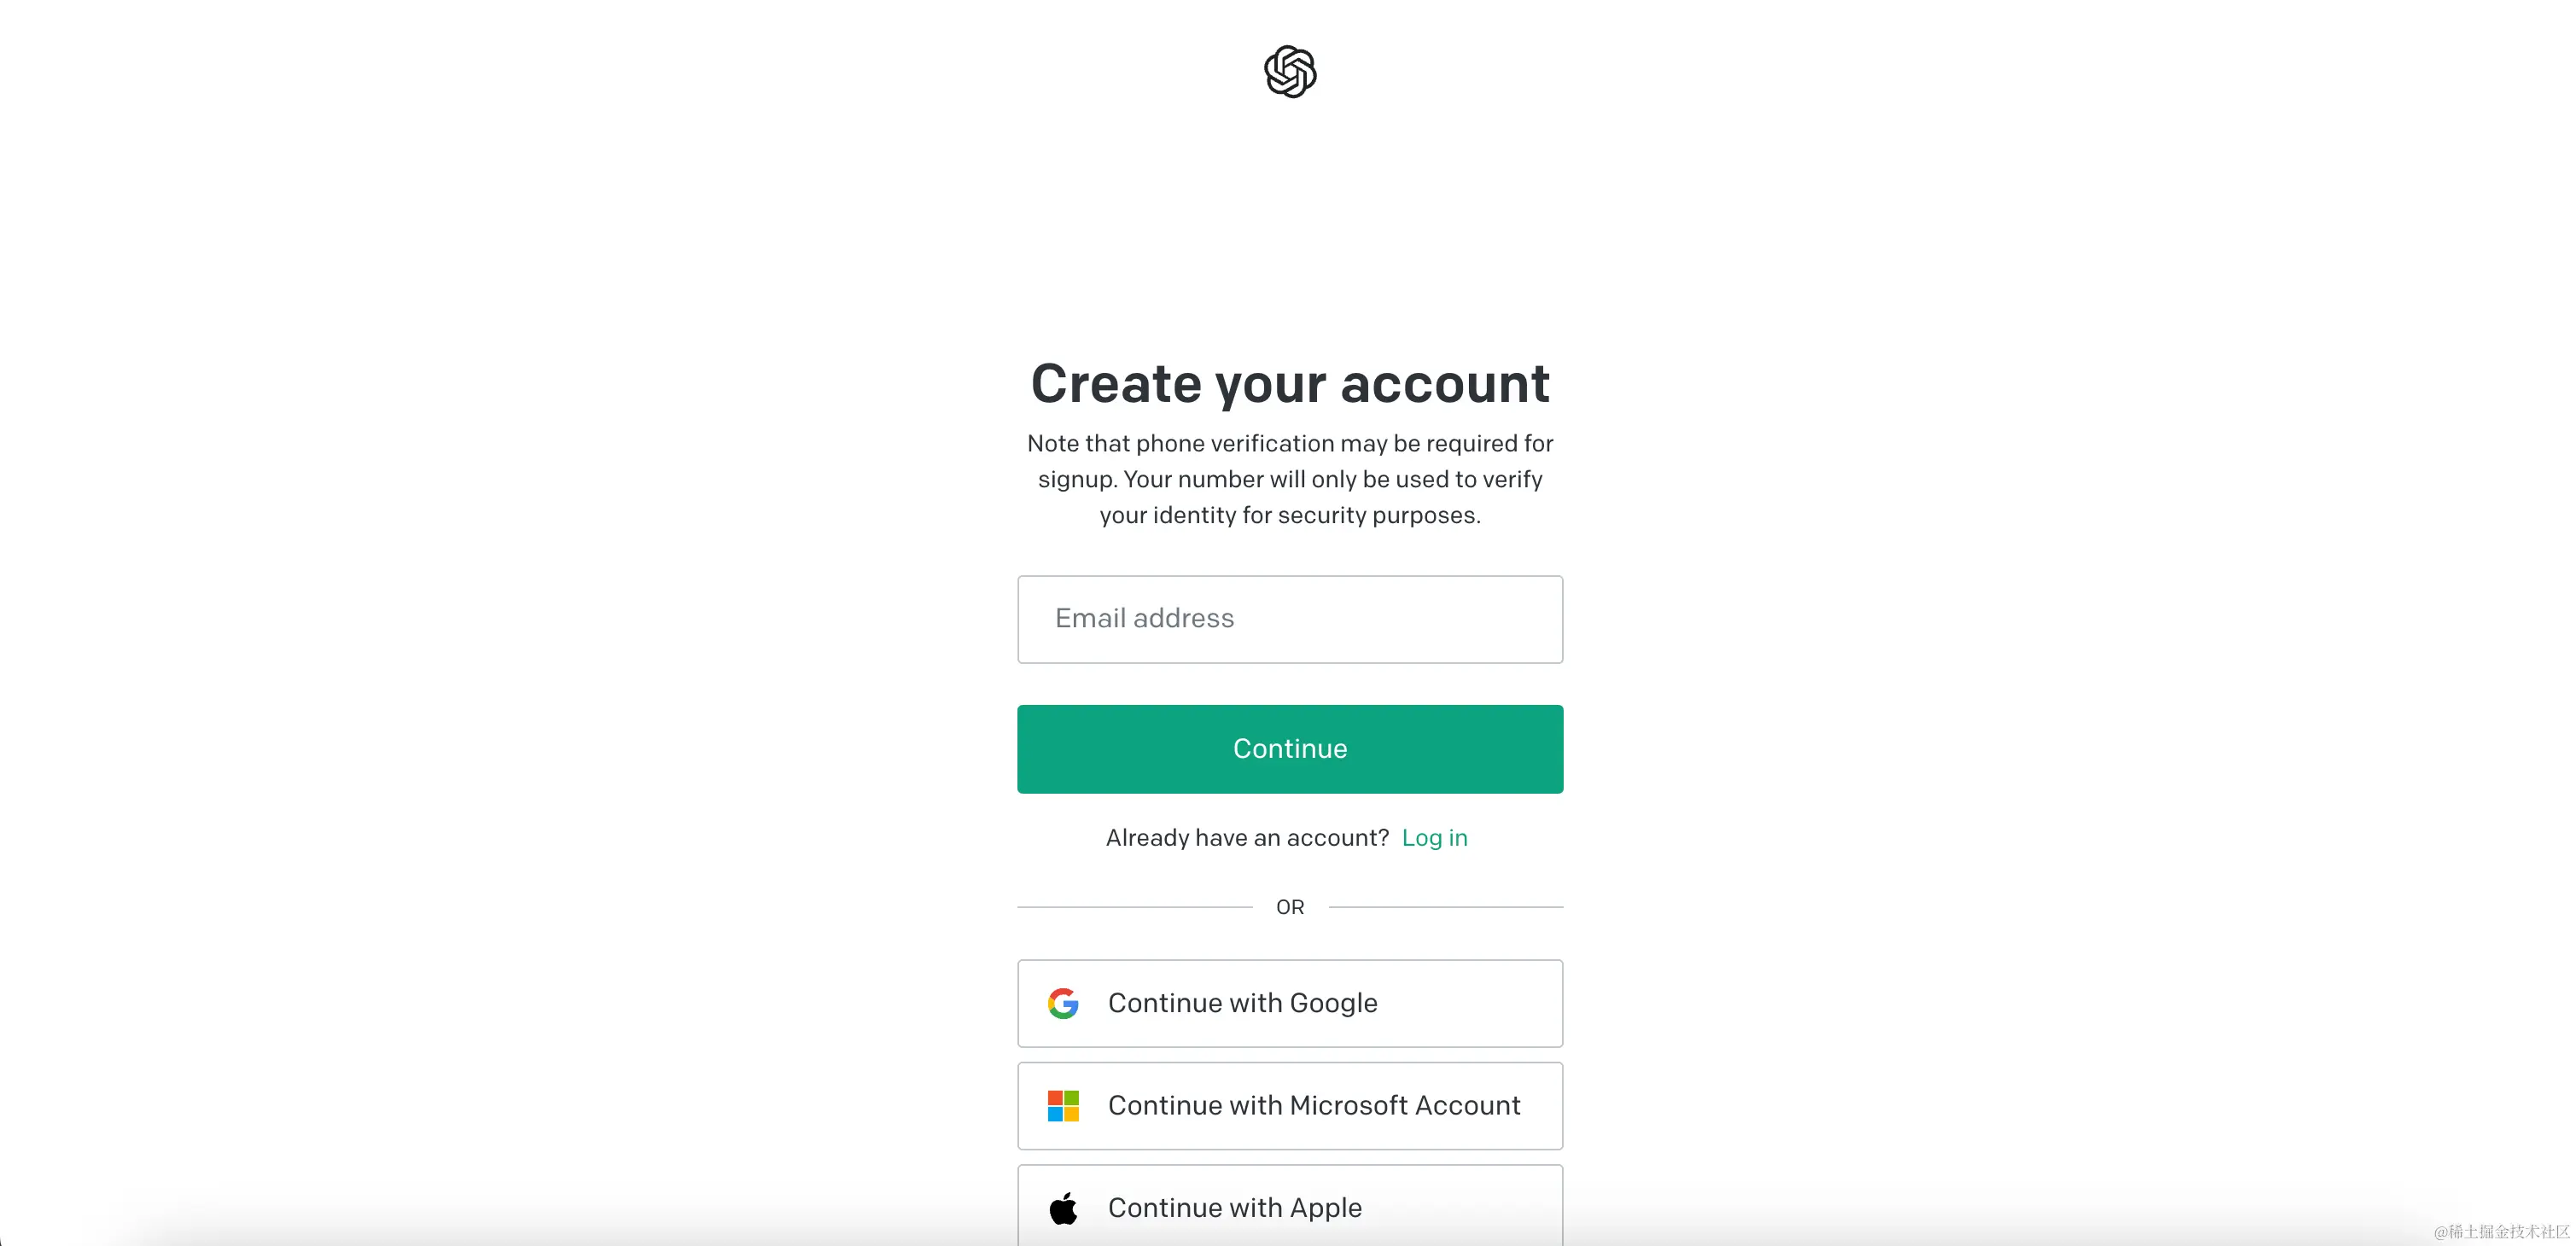 Create your account
Note that phone verification may be required for
signup. Your number will only be used to verify
your identity for security purposes.
Email address
Continue
Already have an account? Log in
OR
Continue with Google
Continue with Microsoft Account
Continue with Apple
@稀土掘金技术社区